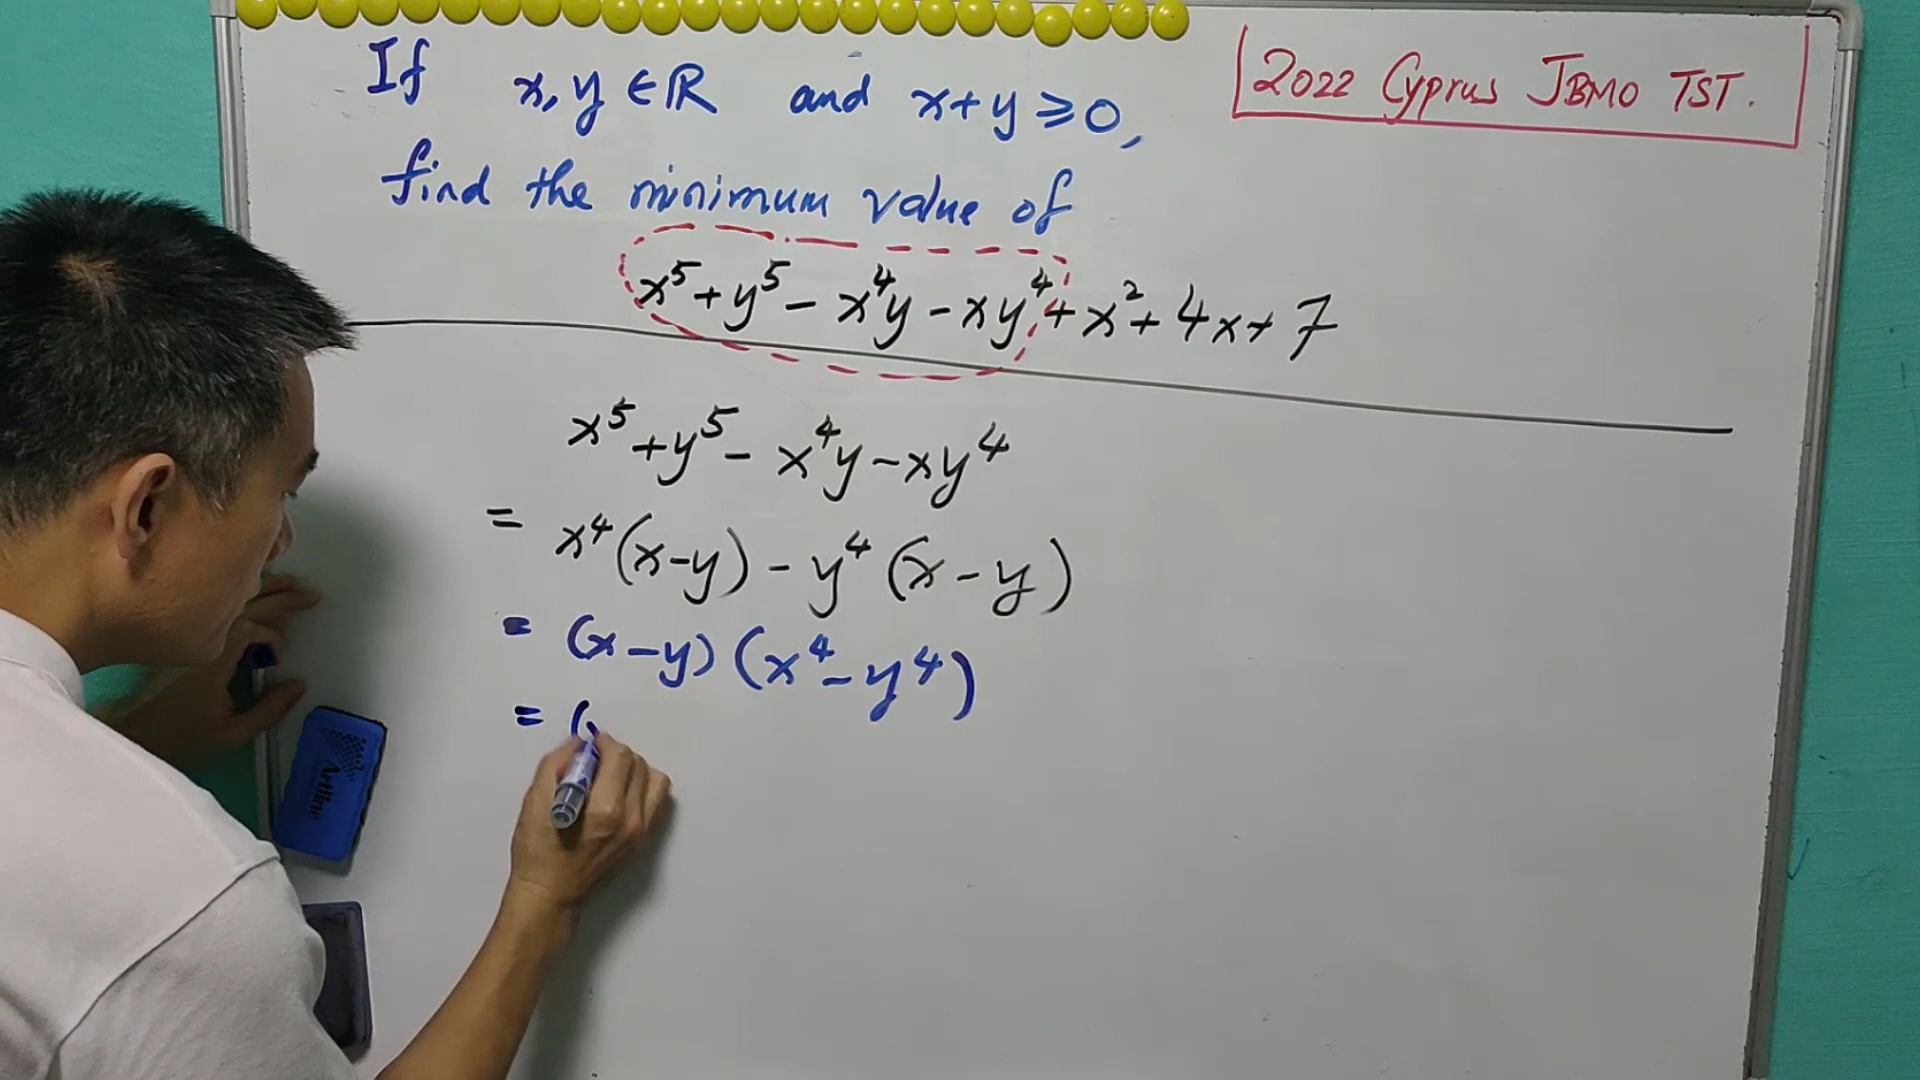 If x, y ∈ ℝ and x+y ⩾ 0,
2022 Cyprus JBMO TST.
find the minimum value of
x⁵+y⁵− x⁴y − xy⁴ + x² + 4x + 7
x⁵+y⁵− x⁴y − xy⁴
= x⁴(x−y) − y⁴(x−y)
= (x−y)(x⁴−y⁴)
= (
Artline